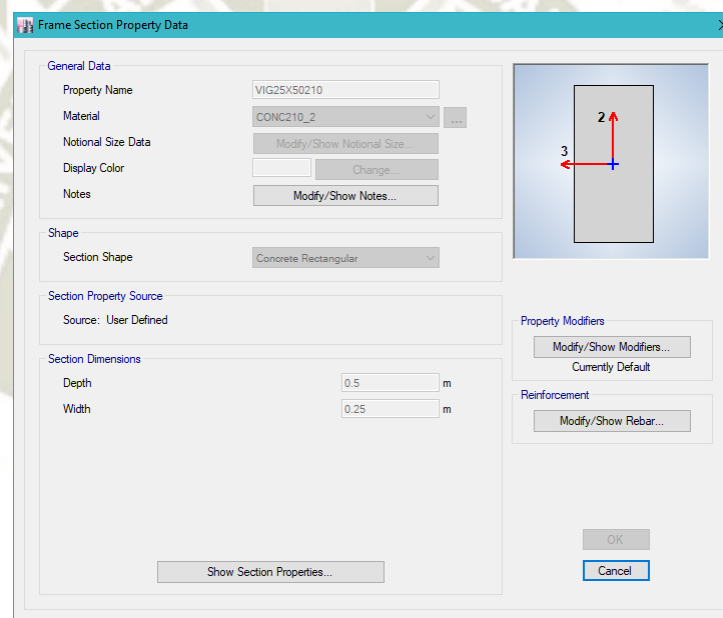 Frame Section Property Data
General Data
Property Name VIG25X50210
Material CONC210_2 ...
Notional Size Data Modify/Show Notional Size...
Display Color Change...
Notes Modify/Show Notes...
2
3
Shape
Section Shape Concrete Rectangular
Section Property Source
Source: User Defined
Property Modifiers
Modify/Show Modifiers...
Currently Default
Section Dimensions
Depth 0.5 m
Width 0.25 m
Reinforcement
Modify/Show Rebar...
Show Section Properties...
OK
Cancel